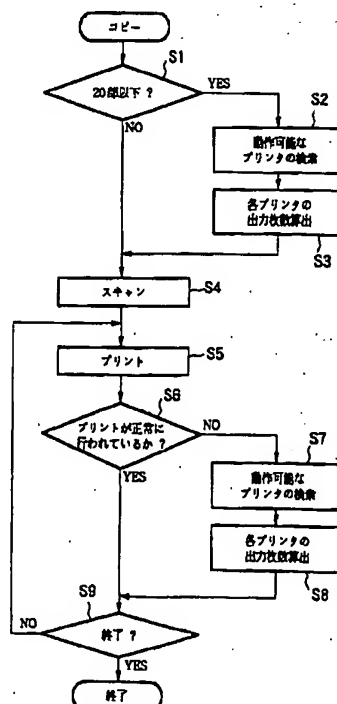 コピー
S1
20部以下 ?
YES
S2
NO
動作可能な
プリンタの検索
各プリンタの
出力枚数算出
S3
スキャン
S4
プリント
S5
S6
プリントが正常に
行われているか ?
NO
S7
YES
動作可能な
プリンタの検索
各プリンタの
出力枚数算出
S8
S9
NO
終了 ?
YES
終了